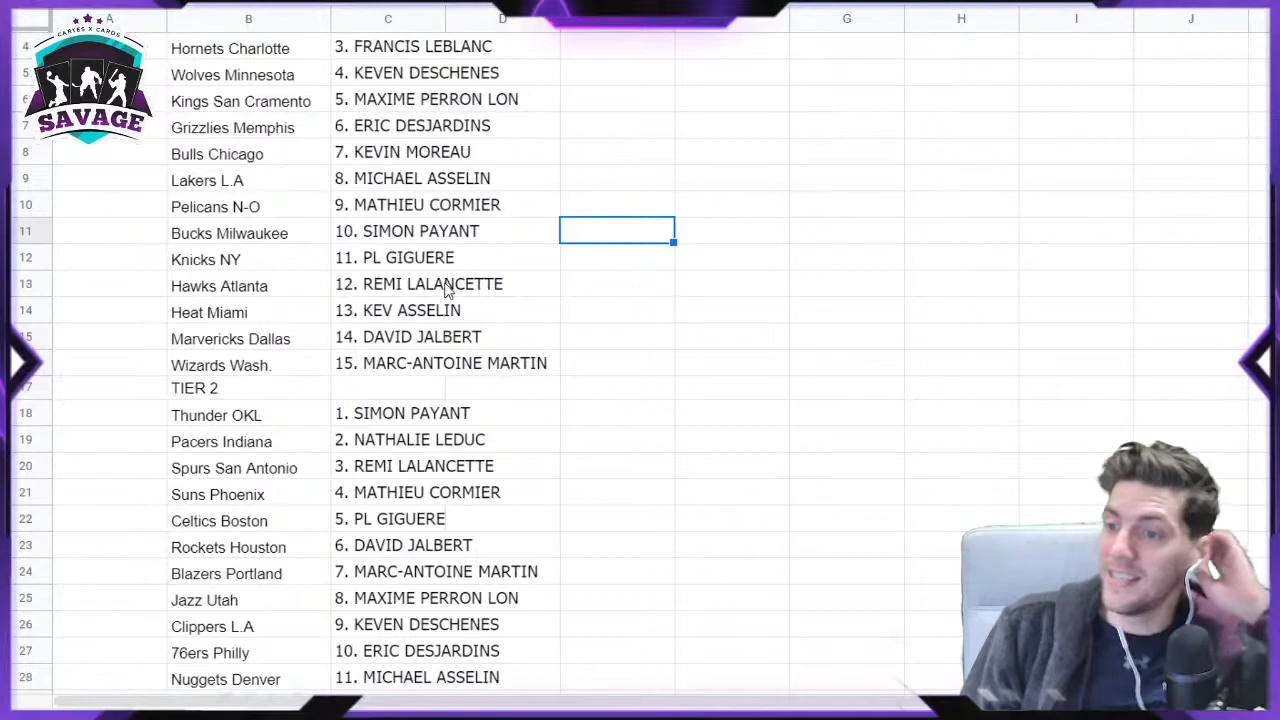 A B C D G H I J
CARTES X CARDS
SAVAGE
4 Hornets Charlotte 3. FRANCIS LEBLANC
5 Wolves Minnesota 4. KEVEN DESCHENES
6 Kings San Cramento 5. MAXIME PERRON LON
7 Grizzlies Memphis 6. ERIC DESJARDINS
8 Bulls Chicago 7. KEVIN MOREAU
9 Lakers L.A 8. MICHAEL ASSELIN
10 Pelicans N-O 9. MATHIEU CORMIER
11 Bucks Milwaukee 10. SIMON PAYANT
12 Knicks NY 11. PL GIGUERE
13 Hawks Atlanta 12. REMI LALANCETTE
14 Heat Miami 13. KEV ASSELIN
15 Marvericks Dallas 14. DAVID JALBERT
Wizards Wash. 15. MARC-ANTOINE MARTIN
17 TIER 2
18 Thunder OKL 1. SIMON PAYANT
19 Pacers Indiana 2. NATHALIE LEDUC
20 Spurs San Antonio 3. REMI LALANCETTE
21 Suns Phoenix 4. MATHIEU CORMIER
22 Celtics Boston 5. PL GIGUERE
23 Rockets Houston 6. DAVID JALBERT
24 Blazers Portland 7. MARC-ANTOINE MARTIN
25 Jazz Utah 8. MAXIME PERRON LON
26 Clippers L.A 9. KEVEN DESCHENES
27 76ers Philly 10. ERIC DESJARDINS
28 Nuggets Denver 11. MICHAEL ASSELIN